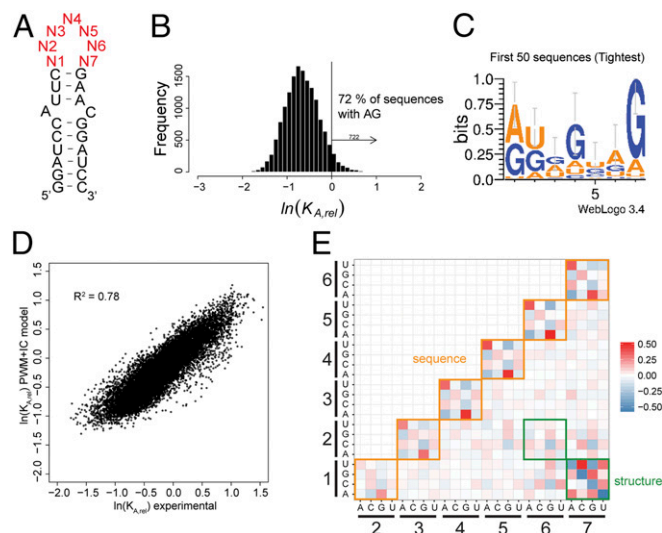 A
N4
N3 N5
N2 N6
N1 N7
C G
U A
U A
A C
C G
C G
U A
A U
G C
G C
5' 3'
B
Frequency
1500
1000
500
0
72 % of sequences
with AG
722
−3 −2 −1 0 1 2
ln(KA,rel)
C
First 50 sequences (Tightest)
bits
1.0
0.75
0.5
0.25
0.0
A U G G U A G
G G A
5
WebLogo 3.4
D
R² = 0.78
ln(KA,rel) PWM+IC model
1.5
1.0
0.5
0.0
-0.5
-1.0
-1.5
-2.0
-2.0 -1.5 -1.0 -0.5 0.0 0.5 1.0 1.5
ln(KA,rel) experimental
E
6 U G C A
5 U G C A
4 U G C A
3 U G C A
2 U G C A
1 U G C A
sequence
structure
0.50
0.25
0.00
-0.25
-0.50
A C G U A C G U A C G U A C G U A C G U A C G U
2 3 4 5 6 7